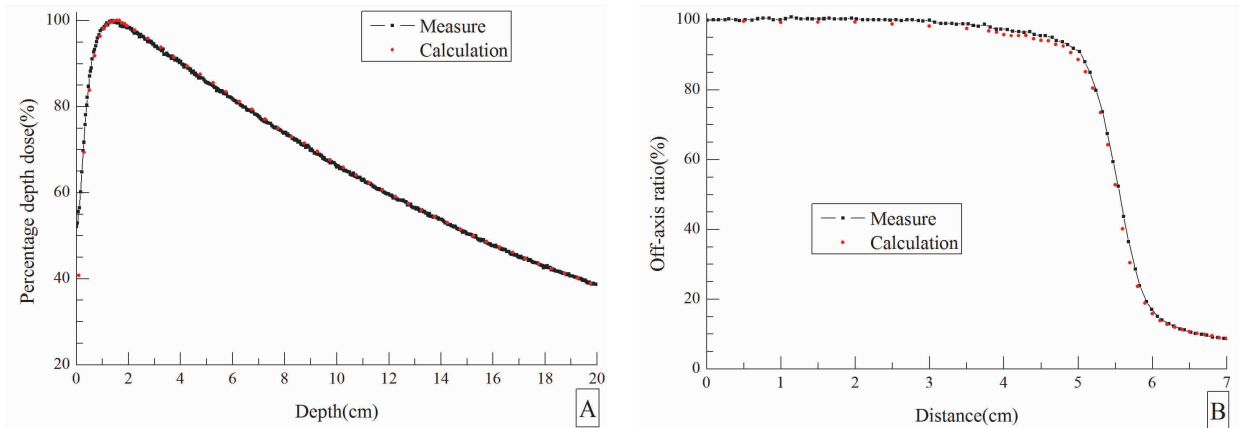 Percentage depth dose(%)
100
80
60
40
20
0 2 4 6 8 10 12 14 16 18 20
Depth(cm)
Measure
Calculation
A
Off-axis ratio(%)
100
80
60
40
20
0
0 1 2 3 4 5 6 7
Distance(cm)
Measure
Calculation
B